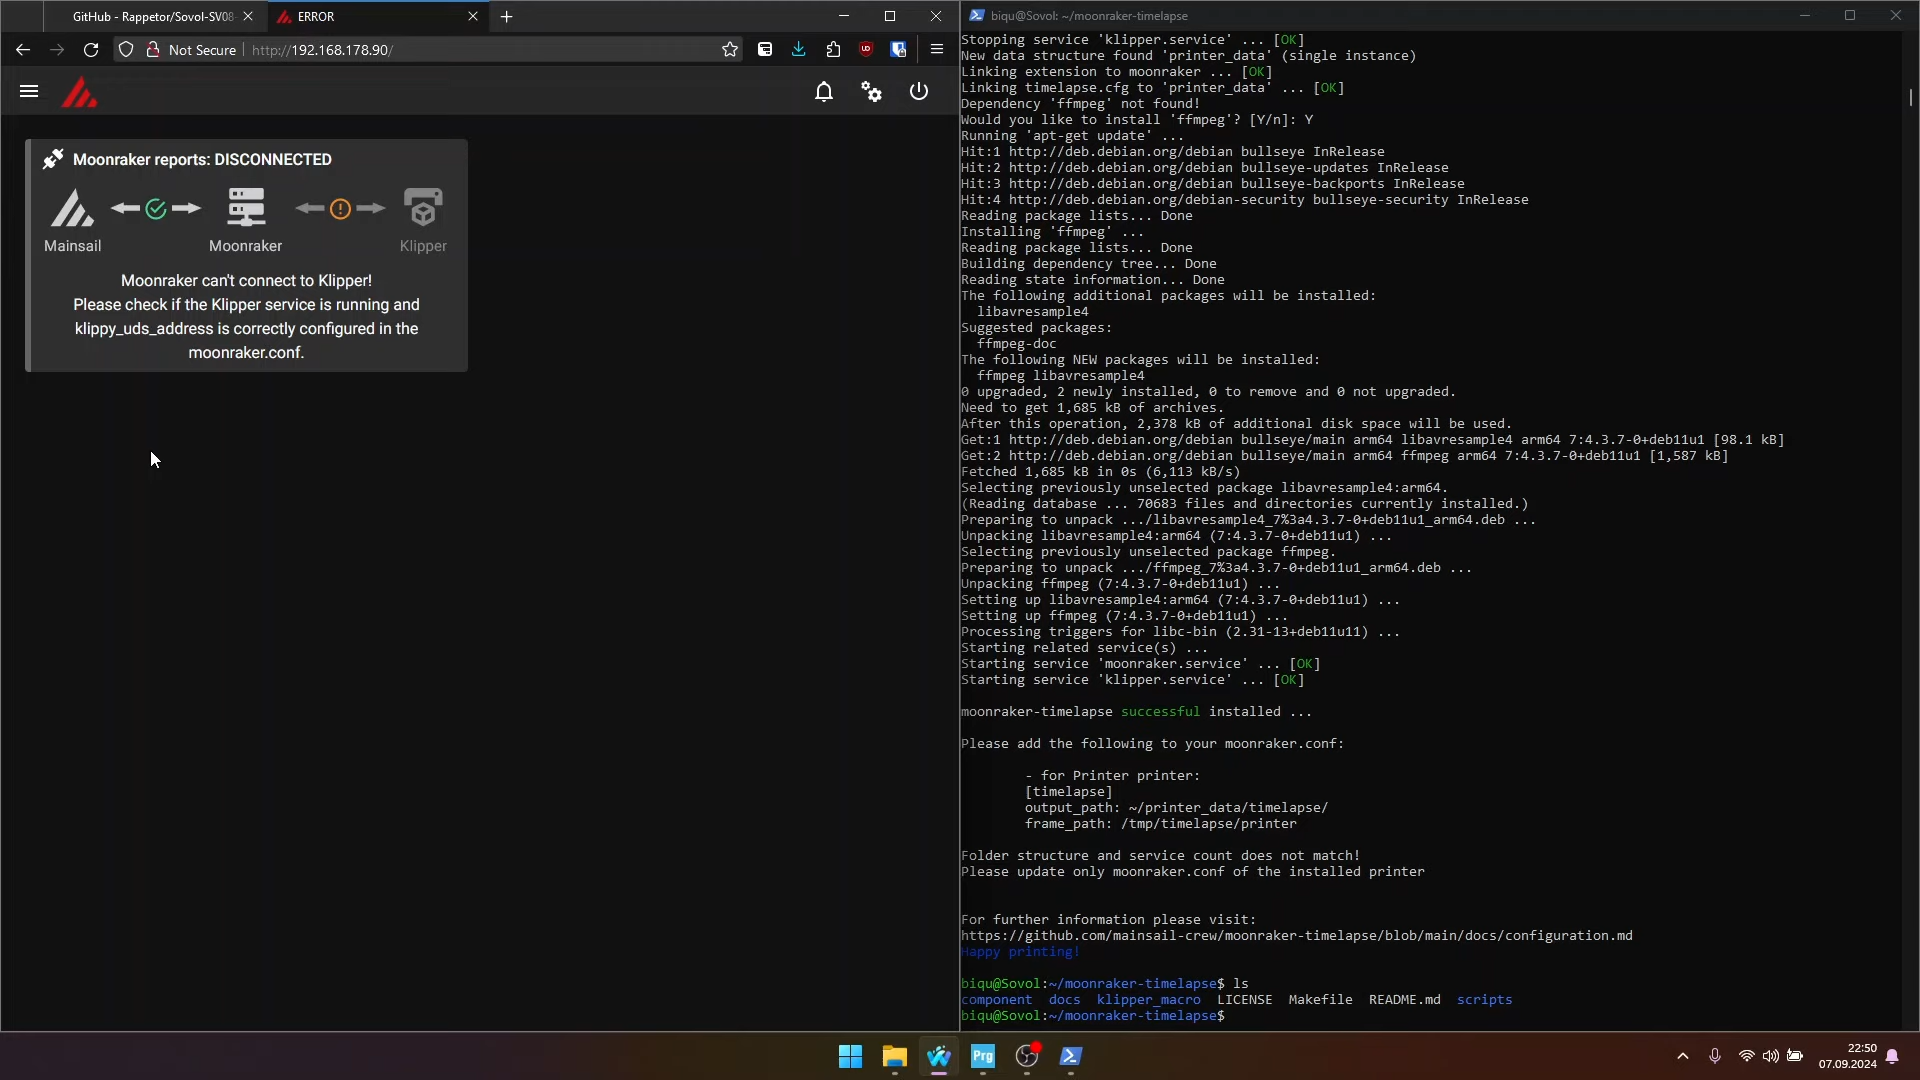 GitHub - Rappetor/Sovol-SV08
ERROR
Not Secure
http://192.168.178.90/
Moonraker reports: DISCONNECTED
Mainsail
Moonraker
Klipper
Moonraker can't connect to Klipper!
Please check if the Klipper service is running and
klippy_uds_address is correctly configured in the
moonraker.conf.
biqu@Sovol: ~/moonraker-timelapse
Stopping service 'klipper.service' ... [OK]
New data structure found 'printer_data' (single instance)
Linking extension to moonraker ... [OK]
Linking timelapse.cfg to 'printer_data' ... [OK]
Dependency 'ffmpeg' not found!
Would you like to install 'ffmpeg'? [Y/n]: Y
Running 'apt-get update' ...
Hit:1 http://deb.debian.org/debian bullseye InRelease
Hit:2 http://deb.debian.org/debian bullseye-updates InRelease
Hit:3 http://deb.debian.org/debian bullseye-backports InRelease
Hit:4 http://deb.debian.org/debian-security bullseye-security InRelease
Reading package lists... Done
Installing 'ffmpeg' ...
Reading package lists... Done
Building dependency tree... Done
Reading state information... Done
The following additional packages will be installed:
libavresample4
Suggested packages:
ffmpeg-doc
The following NEW packages will be installed:
ffmpeg libavresample4
0 upgraded, 2 newly installed, 0 to remove and 0 not upgraded.
Need to get 1,685 kB of archives.
After this operation, 2,378 kB of additional disk space will be used.
Get:1 http://deb.debian.org/debian bullseye/main arm64 libavresample4 arm64 7:4.3.7-0+deb11u1 [98.1 kB]
Get:2 http://deb.debian.org/debian bullseye/main arm64 ffmpeg arm64 7:4.3.7-0+deb11u1 [1,587 kB]
Fetched 1,685 kB in 0s (6,113 kB/s)
Selecting previously unselected package libavresample4:arm64.
(Reading database ... 70683 files and directories currently installed.)
Preparing to unpack .../libavresample4_7%3a4.3.7-0+deb11u1_arm64.deb ...
Unpacking libavresample4:arm64 (7:4.3.7-0+deb11u1) ...
Selecting previously unselected package ffmpeg.
Preparing to unpack .../ffmpeg_7%3a4.3.7-0+deb11u1_arm64.deb ...
Unpacking ffmpeg (7:4.3.7-0+deb11u1) ...
Setting up libavresample4:arm64 (7:4.3.7-0+deb11u1) ...
Setting up ffmpeg (7:4.3.7-0+deb11u1) ...
Processing triggers for libc-bin (2.31-13+deb11u11) ...
Starting related service(s) ...
Starting service 'moonraker.service' ... [OK]
Starting service 'klipper.service' ... [OK]
moonraker-timelapse successful installed ...
Please add the following to your moonraker.conf:
- for Printer printer:
[timelapse]
output_path: ~/printer_data/timelapse/
frame_path: /tmp/timelapse/printer
Folder structure and service count does not match!
Please update only moonraker.conf of the installed printer
For further information please visit:
https://github.com/mainsail-crew/moonraker-timelapse/blob/main/docs/configuration.md
Happy printing!
biqu@Sovol:~/moonraker-timelapse$ ls
component docs klipper_macro LICENSE Makefile README.md scripts
biqu@Sovol:~/moonraker-timelapse$
Prg
22:50
07.09.2024